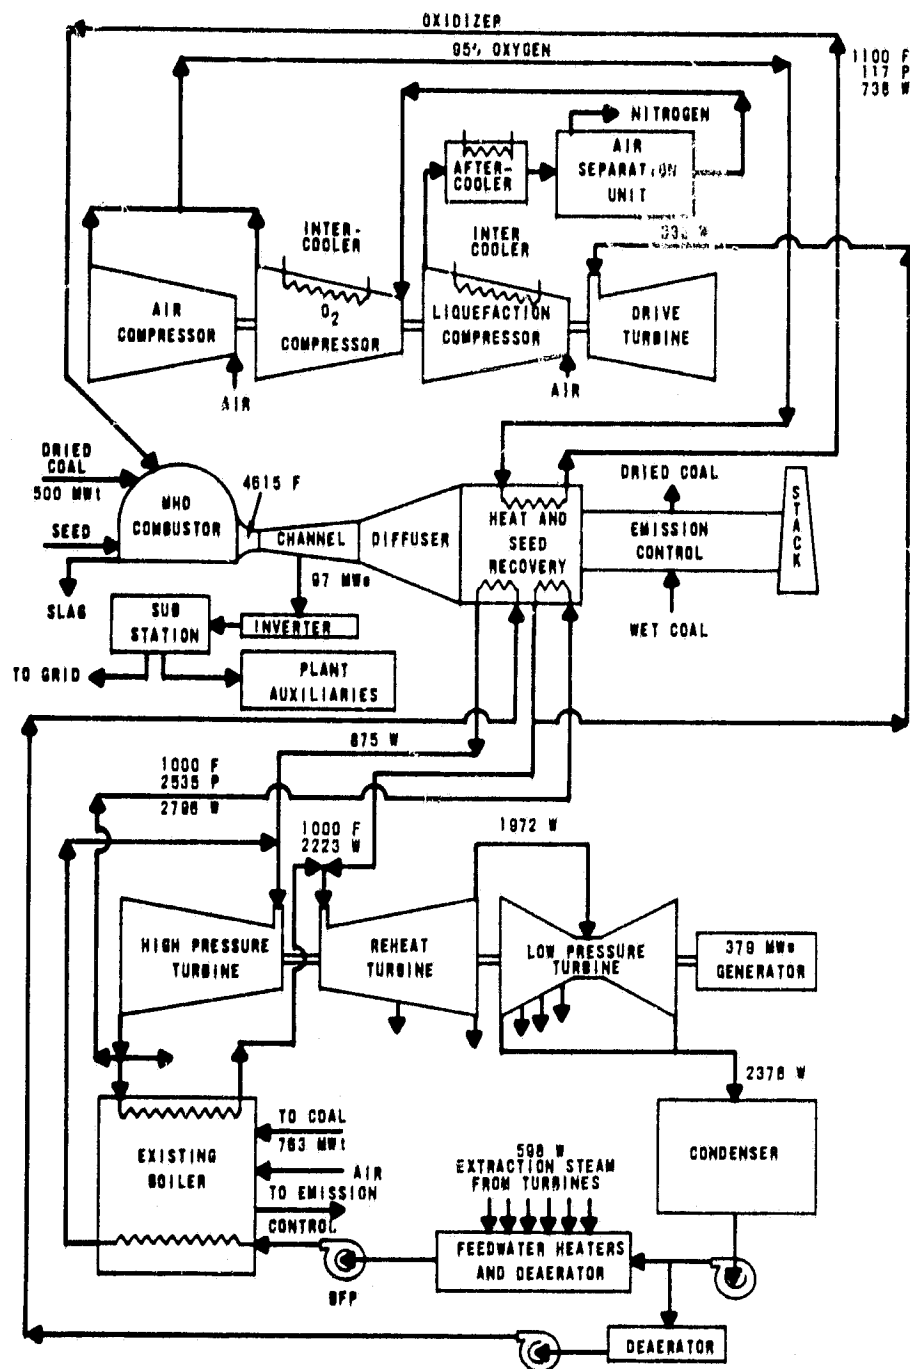 OXIDIZER
95% OXYGEN
1100 F
117 P
738 W
NITROGEN
AIR
SEPARATION
UNIT
AFTER-
COOLER
INTER-
COOLER
INTER
COOLER
AIR
COMPRESSOR
O2
COMPRESSOR
LIQUEFACTION
COMPRESSOR
DRIVE
TURBINE
AIR
AIR
DRIED
COAL
500 MWt
4615 F
MHD
COMBUSTOR
CHANNEL
DIFFUSER
HEAT AND
SEED
RECOVERY
DRIED COAL
EMISSION
CONTROL
STACK
SEED
97 MWe
SLAG
SUB
STATION
INVERTER
WET COAL
TO GRID
PLANT
AUXILIARIES
875 W
1000 F
2535 P
2796 W
1000 F
2223 W
1972 W
HIGH PRESSURE
TURBINE
REHEAT
TURBINE
LOW PRESSURE
TURBINE
379 MWe
GENERATOR
2376 W
TO COAL
763 MWt
EXISTING
BOILER
AIR
TO EMISSION
CONTROL
598 W
EXTRACTION STEAM
FROM TURBINES
CONDENSER
FEEDWATER HEATERS
AND DEAERATOR
BFP
DEAERATOR